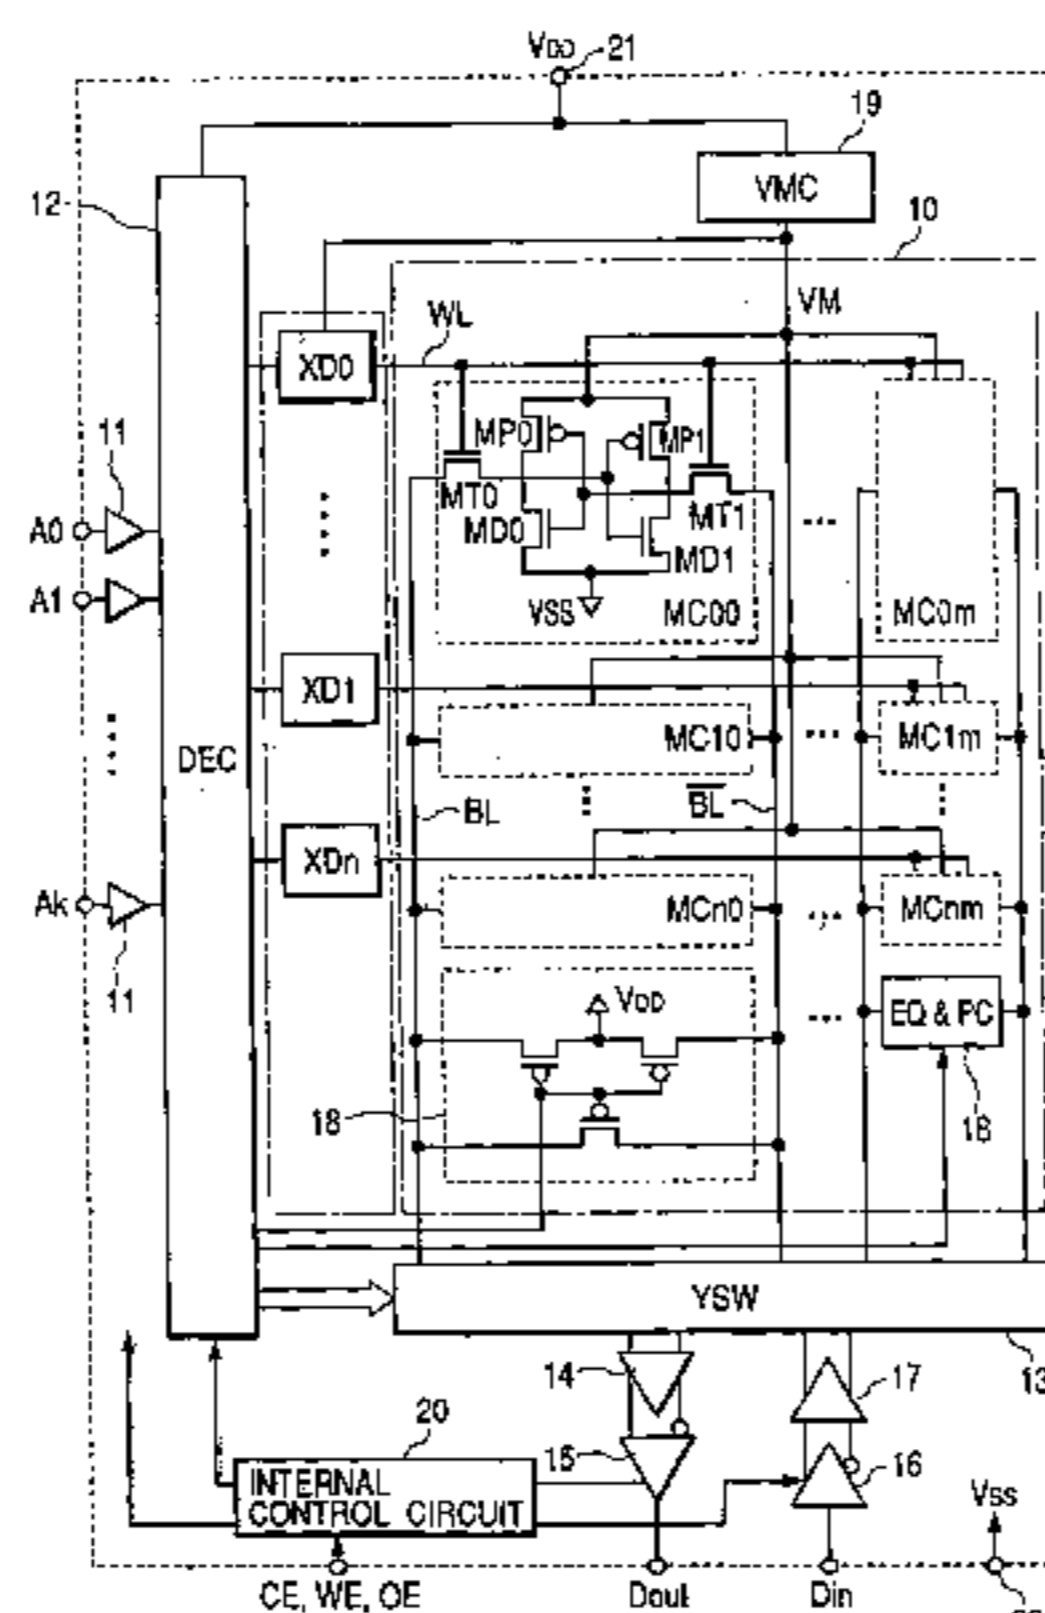 VDD 21
19
VMC
12
10
VM
WL
XD0
11
MP0
MP1
MT0
MT1
A0
MD0
MD1
A1
VSS
MC00
MC0m
XD1
MC10
MC1m
DEC
BL
BL
XDn
Ak
MCn0
MCnm
11
VDD
EQ & PC
18
18
YSW
14
17
13
20
15
16
INTERNAL
CONTROL CIRCUIT
VSS
CE, WE, OE
Dout
Din